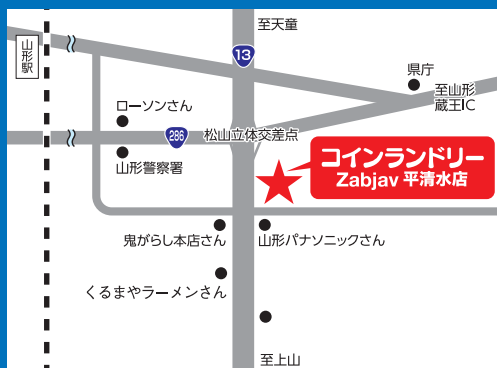 至天童
山形駅
13
県庁
至山形
蔵王IC
ローソンさん
286
松山立体交差点
山形警察署
コインランドリー
Zabjav 平清水店
鬼がらし本店さん
山形パナソニックさん
くるまやラーメンさん
至上山